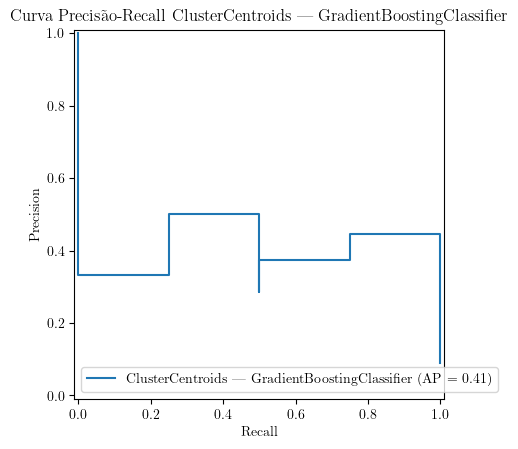 Curva Precisão-Recall ClusterCentroids — GradientBoostingClassifier
1.0
0.8
0.6
0.4
0.2
0.0
Precision
ClusterCentroids — GradientBoostingClassifier (AP = 0.41)
0.0 0.2 0.4 0.6 0.8 1.0
Recall